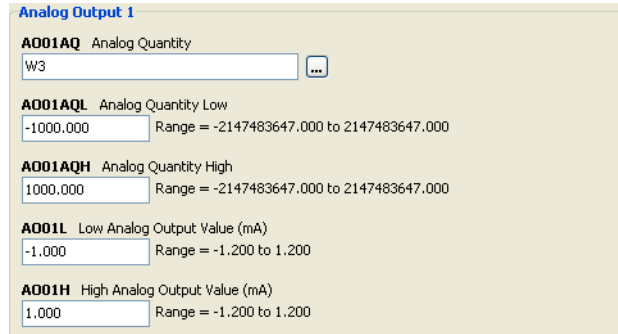 Analog Output 1
AO01AQ Analog Quantity
W3 ...
AO01AQL Analog Quantity Low
-1000.000 Range = -2147483647.000 to 2147483647.000
AO01AQH Analog Quantity High
1000.000 Range = -2147483647.000 to 2147483647.000
AO01L Low Analog Output Value (mA)
-1.000 Range = -1.200 to 1.200
AO01H High Analog Output Value (mA)
1.000 Range = -1.200 to 1.200